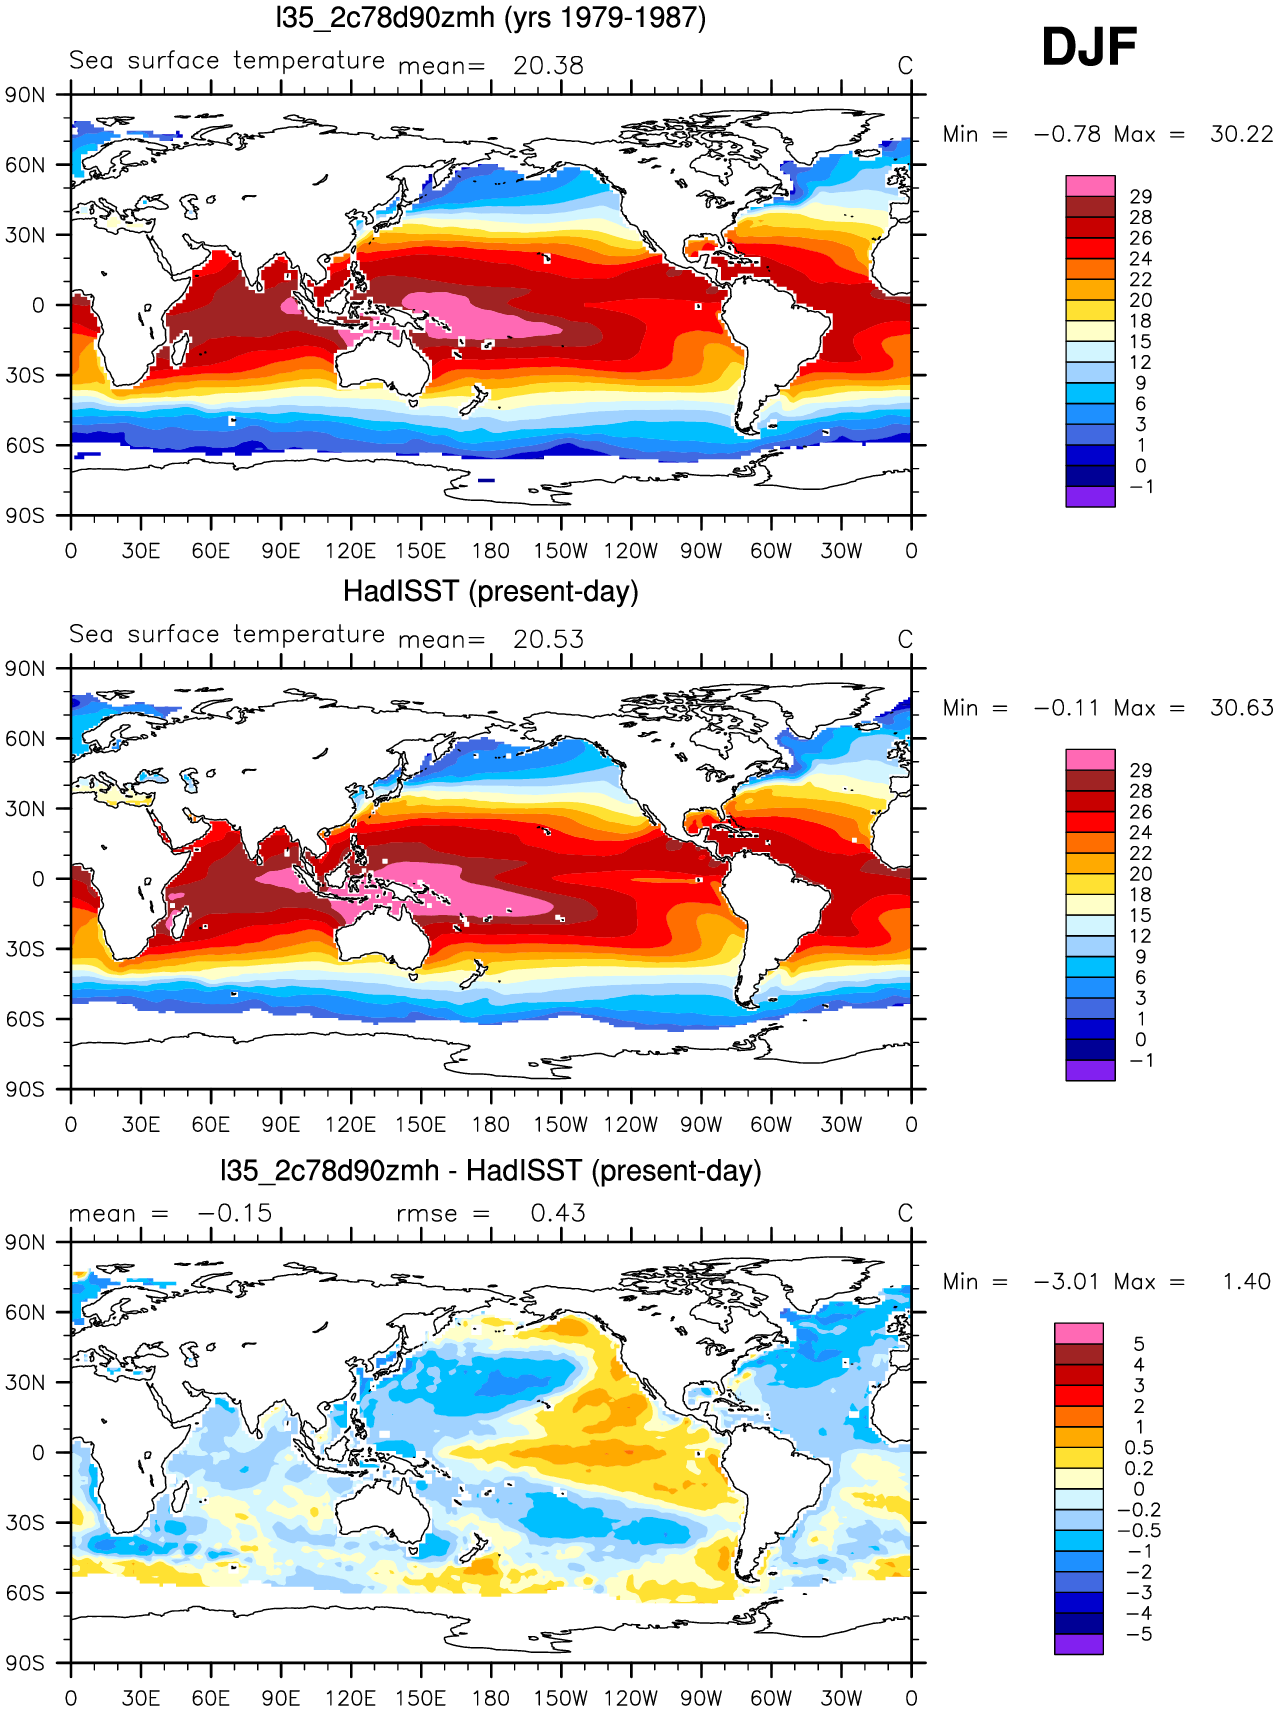 l35_2c78d90zmh (yrs 1979-1987)
DJF
Sea surface temperature mean= 20.38 C
Min = −0.78 Max = 30.22
90N
60N
30N
0
30S
60S
90S
0 30E 60E 90E 120E 150E 180 150W 120W 90W 60W 30W 0
29
28
26
24
22
20
18
15
12
9
6
3
1
0
−1
HadISST (present-day)
Sea surface temperature mean= 20.53 C
Min = −0.11 Max = 30.63
90N
60N
30N
0
30S
60S
90S
0 30E 60E 90E 120E 150E 180 150W 120W 90W 60W 30W 0
29
28
26
24
22
20
18
15
12
9
6
3
1
0
−1
l35_2c78d90zmh - HadISST (present-day)
mean = −0.15 rmse = 0.43 C
Min = −3.01 Max = 1.40
90N
60N
30N
0
30S
60S
90S
0 30E 60E 90E 120E 150E 180 150W 120W 90W 60W 30W 0
5
4
3
2
1
0.5
0.2
0
−0.2
−0.5
−1
−2
−3
−4
−5